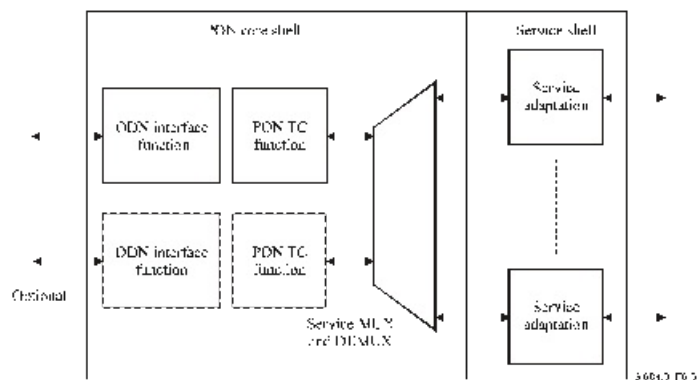 PON core shell
Service shell
ODN interface
function
PON TC
function
Service
adaptation
ODN interface
function
PON TC
function
Optional
Service MUX
and DEMUX
Service
adaptation